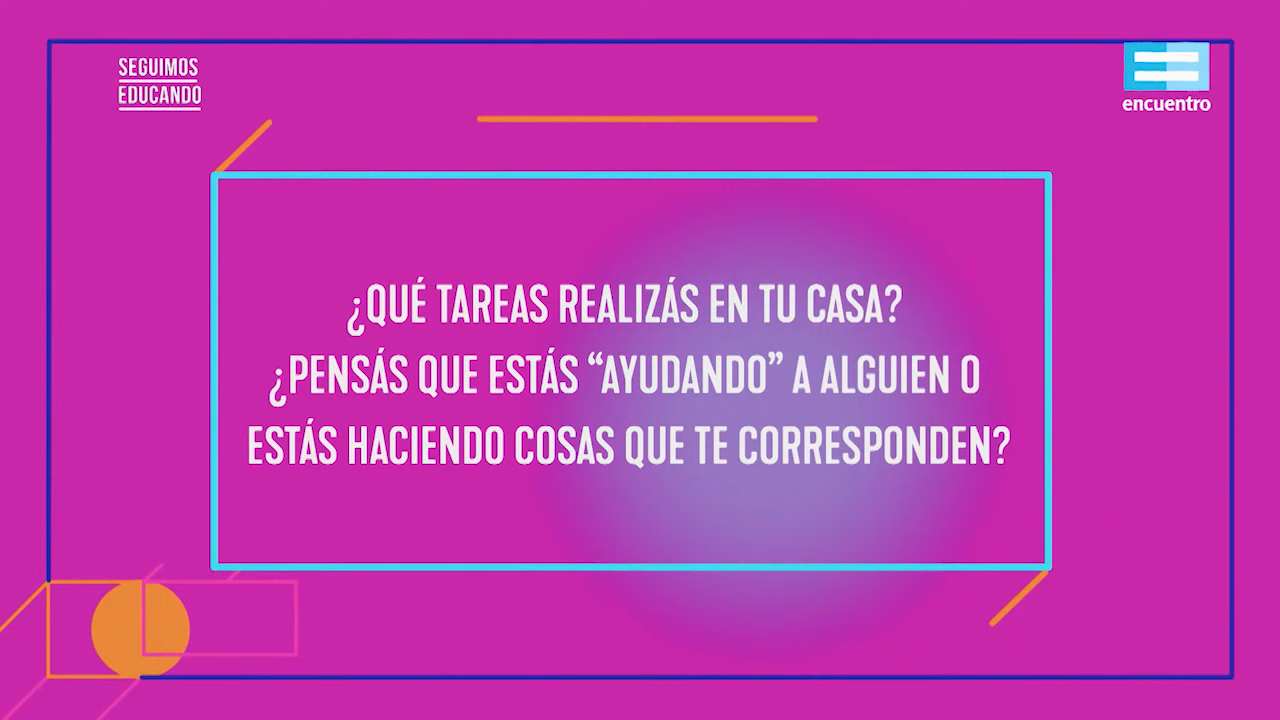 SEGUIMOS
EDUCANDO
encuentro
¿QUÉ TAREAS REALIZÁS EN TU CASA?
¿PENSÁS QUE ESTÁS “AYUDANDO” A ALGUIEN O
ESTÁS HACIENDO COSAS QUE TE CORRESPONDEN?